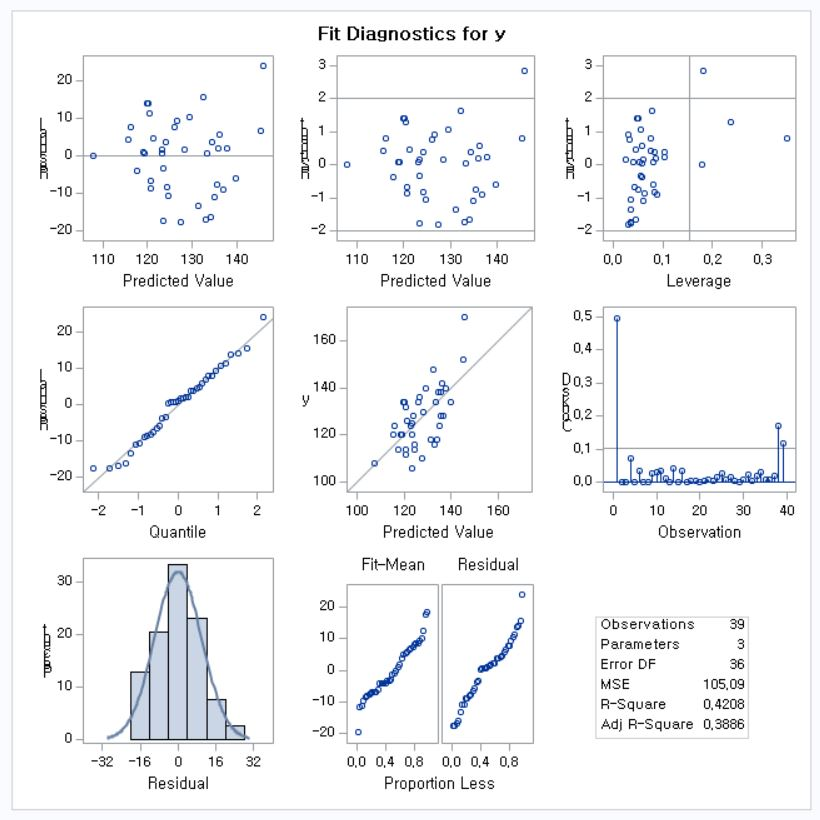 Fit Diagnostics for y
20
10
0
-10
-20
110 120 130 140
Predicted Value
3
2
1
0
-1
-2
110 120 130 140
Predicted Value
3
2
1
0
-1
-2
0,0 0,1 0,2 0,3
Leverage
20
10
0
-10
-20
-2 -1 0 1 2
Quantile
y
160
140
120
100
100 120 140 160
Predicted Value
0,5
0,4
0,3
0,2
0,1
0,0
0 10 20 30 40
Observation
30
20
10
0
-32 -16 0 16 32
Residual
Fit-Mean Residual
20
10
0
-10
-20
0,0 0,4 0,8 0,0 0,4 0,8
Proportion Less
Observations 39
Parameters 3
Error DF 36
MSE 105,09
R-Square 0,4208
Adj R-Square 0,3886